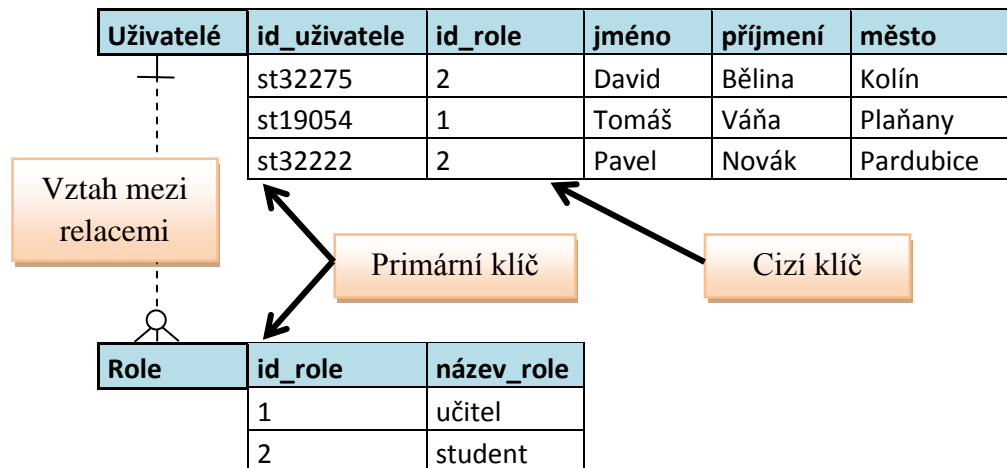 Uživatelé id_uživatele id_role jméno příjmení město
st32275 2 David Bělina Kolín
st19054 1 Tomáš Váňa Plaňany
st32222 2 Pavel Novák Pardubice
Vztah mezi
relacemi
Primární klíč
Cizí klíč
Role id_role název_role
1 učitel
2 student